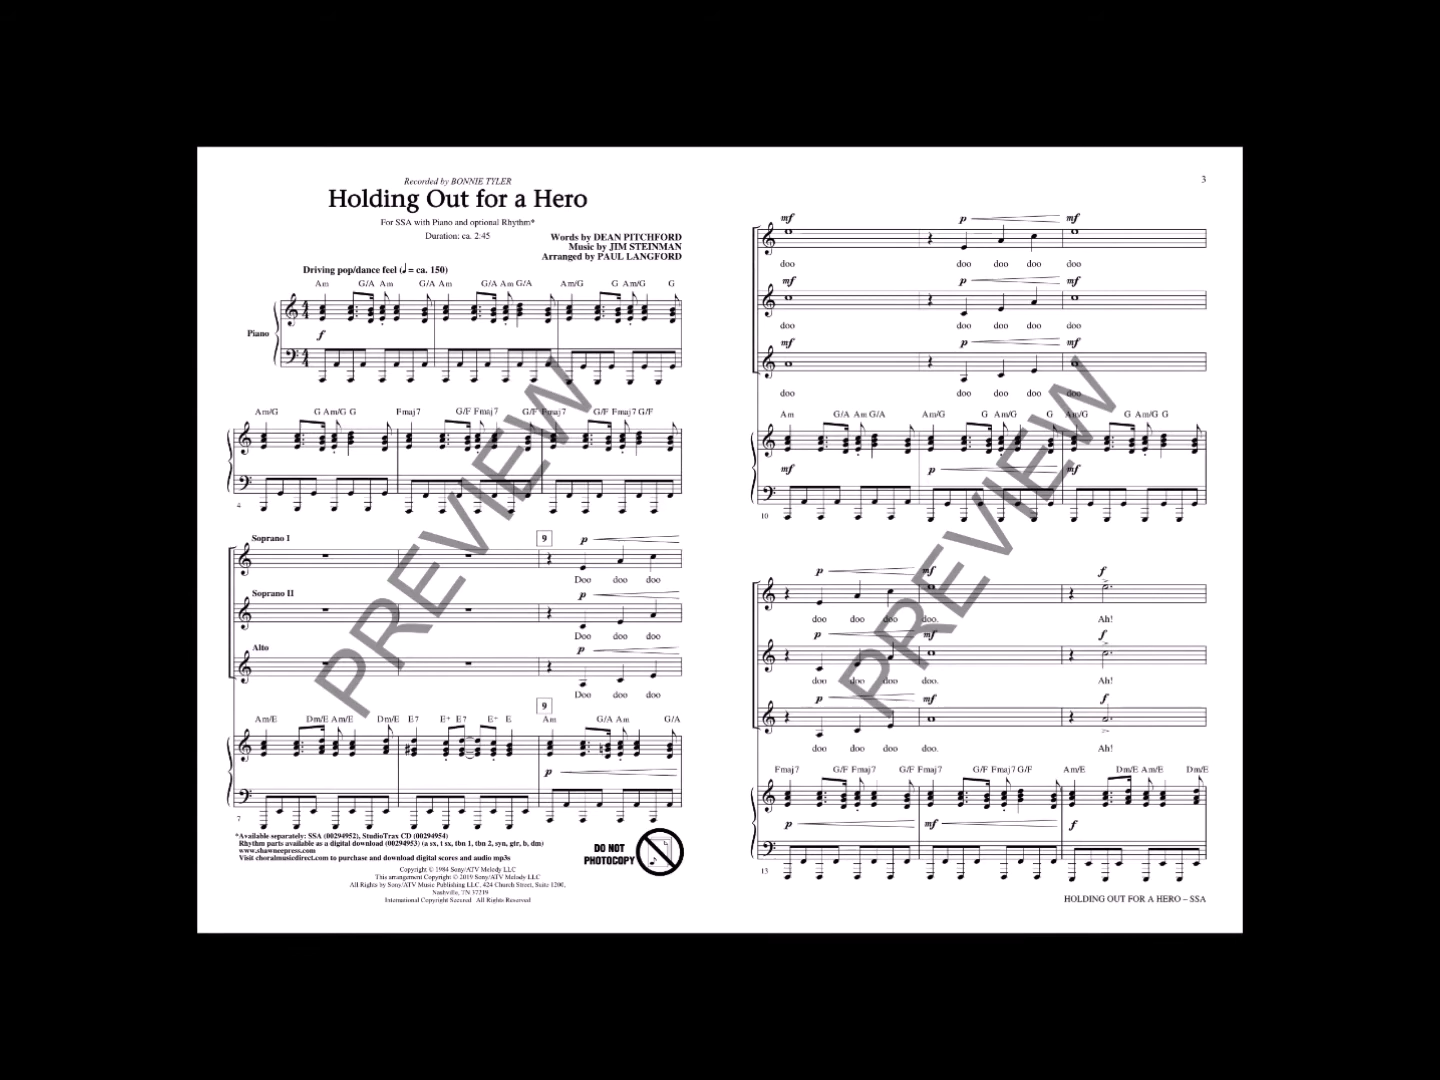 Recorded by BONNIE TYLER
Holding Out for a Hero
For SSA with Piano and optional Rhythm*
Duration: ca. 2:45
Words by DEAN PITCHFORD
Music by JIM STEINMAN
Arranged by PAUL LANGFORD
Driving pop/dance feel (♩ = ca. 150)
Am G/A Am G/A Am G/A Am G/A Am/G G Am/G G
Piano
f
Am/G G Am/G G Fmaj7 G/F Fmaj7 G/F Fmaj7 G/F Fmaj7 G/F
4
Soprano I
9
p
Doo doo doo
Soprano II
p
Doo doo doo
Alto
p
Doo doo doo
9
Am/E Dm/E Am/E Dm/E E7 E+ E7 E+ E Am G/A Am G/A
p
7
*Available separately: SSA (00294952), StudioTrax CD (00294954)
Rhythm parts available as a digital download (00294953) (a sx, t sx, tbn 1, tbn 2, syn, gtr, b, dm)
www.shawneepress.com
Visit choralmusicdirect.com to purchase and download digital scores and audio mp3s
DO NOT
PHOTOCOPY
Copyright © 1984 Sony/ATV Melody LLC
This arrangement Copyright © 2019 Sony/ATV Melody LLC
All Rights by Sony/ATV Music Publishing LLC, 424 Church Street, Suite 1200,
Nashville, TN 37219
International Copyright Secured All Rights Reserved
PREVIEW
3
mf p mf
doo doo doo doo doo
mf p mf
doo doo doo doo doo
mf p mf
doo doo doo doo doo
Am G/A Am G/A Am/G G Am/G G Am/G G Am/G G
mf p mf
10
p mf f
doo doo doo doo. Ah!
p mf f
doo doo doo doo. Ah!
p mf f
doo doo doo doo. Ah!
Fmaj7 G/F Fmaj7 G/F Fmaj7 G/F Fmaj7 G/F Am/E Dm/E Am/E Dm/E
p mf f
13
HOLDING OUT FOR A HERO – SSA
PREVIEW